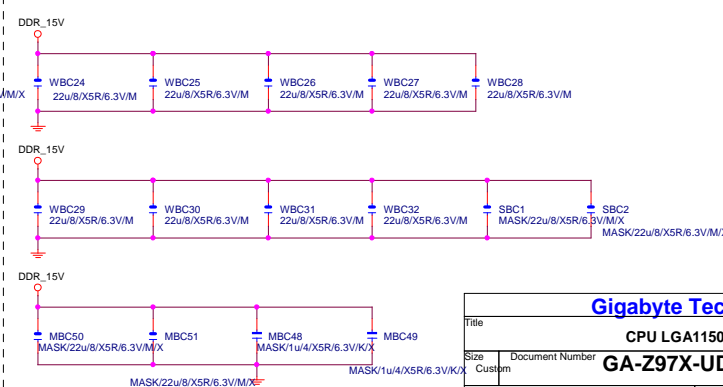 DDR_15V
WBC24
22u/8/X5R/6.3V/M
WBC25
22u/8/X5R/6.3V/M
WBC26
22u/8/X5R/6.3V/M
WBC27
22u/8/X5R/6.3V/M
WBC28
22u/8/X5R/6.3V/M
/M/X
DDR_15V
WBC29
22u/8/X5R/6.3V/M
WBC30
22u/8/X5R/6.3V/M
WBC31
22u/8/X5R/6.3V/M
WBC32
22u/8/X5R/6.3V/M
SBC1
MASK/22u/8/X5R/6.3V/M/X
SBC2
MASK/22u/8/X5R/6.3V/M/X
DDR_15V
MBC50
MASK/22u/8/X5R/6.3V/M/X
MBC51
MASK/22u/8/X5R/6.3V/M/X
MBC48
MASK/1u/4/X5R/6.3V/K/X
MBC49
MASK/1u/4/X5R/6.3V/K/X
Gigabyte Tec
Title
CPU LGA1150
Size
Custom
Document Number
GA-Z97X-UD